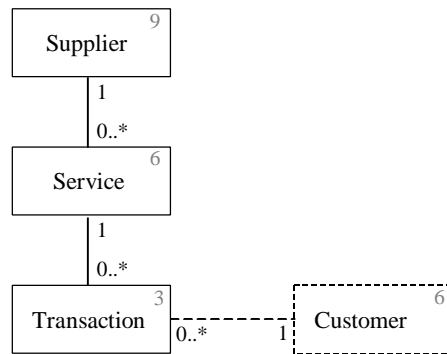 9
Supplier
1
0..*
6
Service
1
0..*
3
Transaction
0..*
1
6
Customer